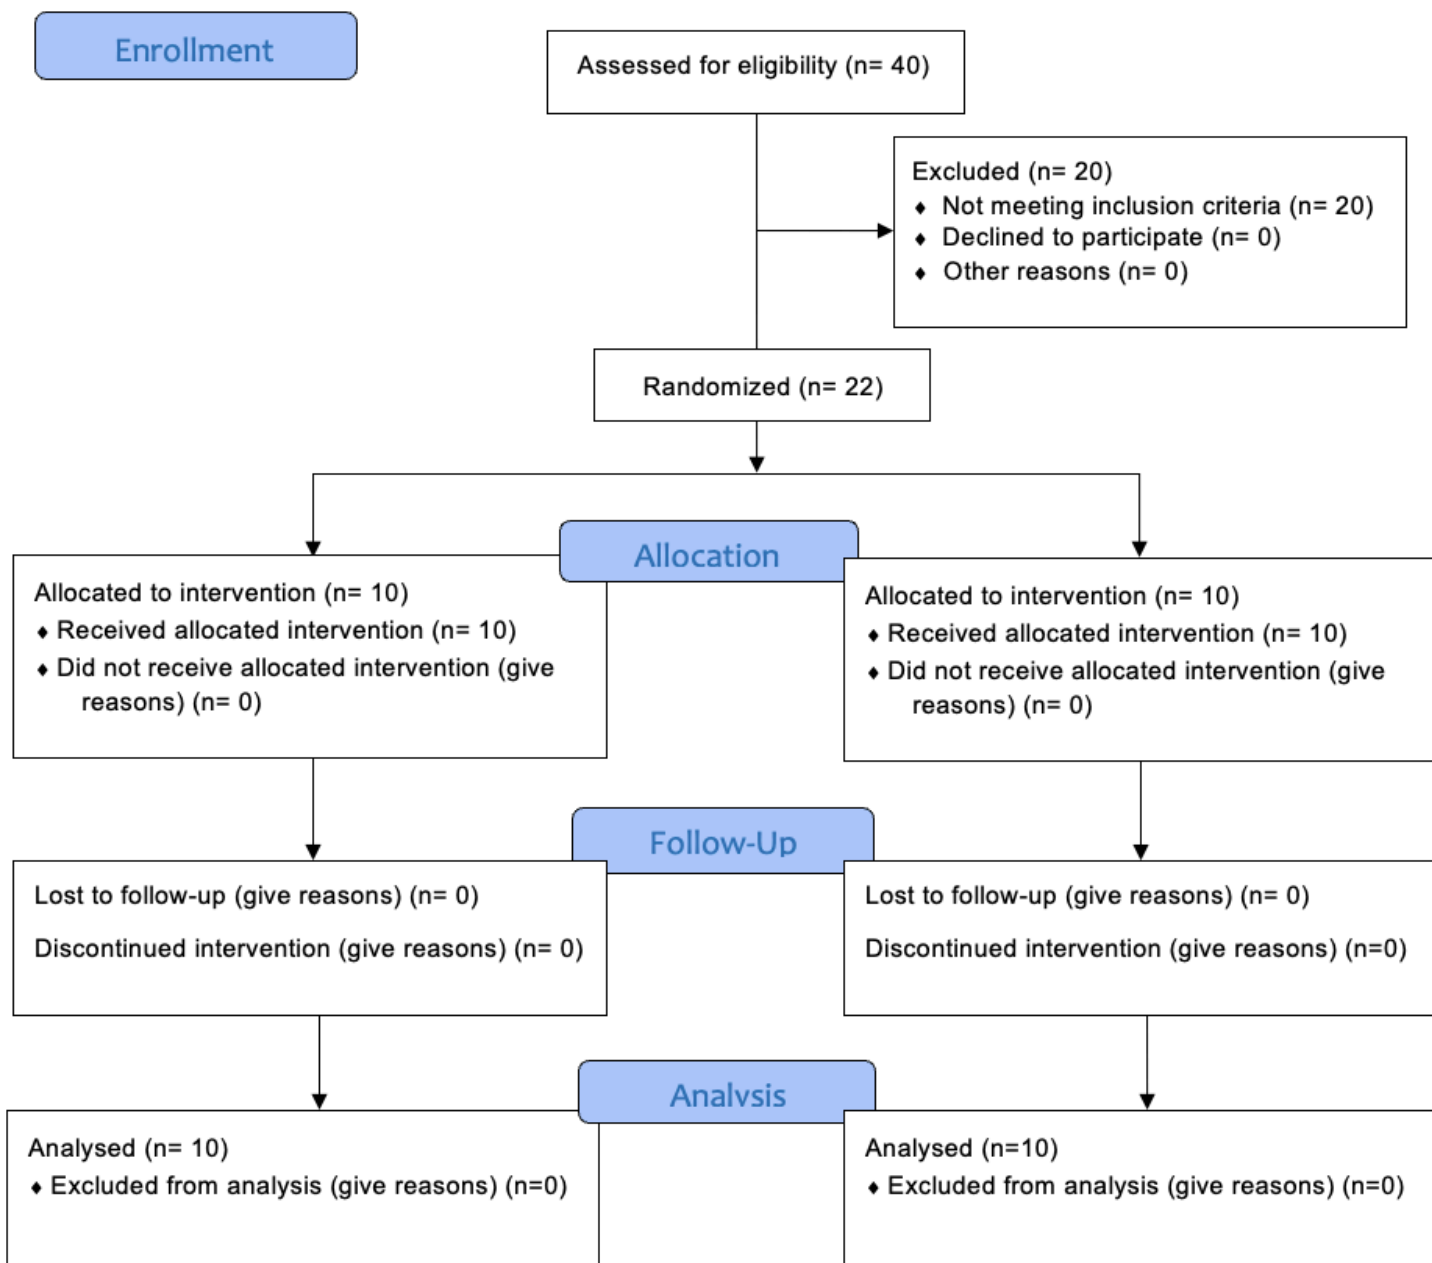 Enrollment
Assessed for eligibility (n= 40)
Excluded (n= 20)
♦ Not meeting inclusion criteria (n= 20)
♦ Declined to participate (n= 0)
♦ Other reasons (n= 0)
Randomized (n= 22)
Allocation
Allocated to intervention (n= 10)
♦ Received allocated intervention (n= 10)
♦ Did not receive allocated intervention (give
reasons) (n= 0)
Allocated to intervention (n= 10)
♦ Received allocated intervention (n= 10)
♦ Did not receive allocated intervention (give
reasons) (n= 0)
Follow-Up
Lost to follow-up (give reasons) (n= 0)
Discontinued intervention (give reasons) (n= 0)
Lost to follow-up (give reasons) (n= 0)
Discontinued intervention (give reasons) (n=0)
Analysis
Analysed (n= 10)
♦ Excluded from analysis (give reasons) (n=0)
Analysed (n=10)
♦ Excluded from analysis (give reasons) (n=0)